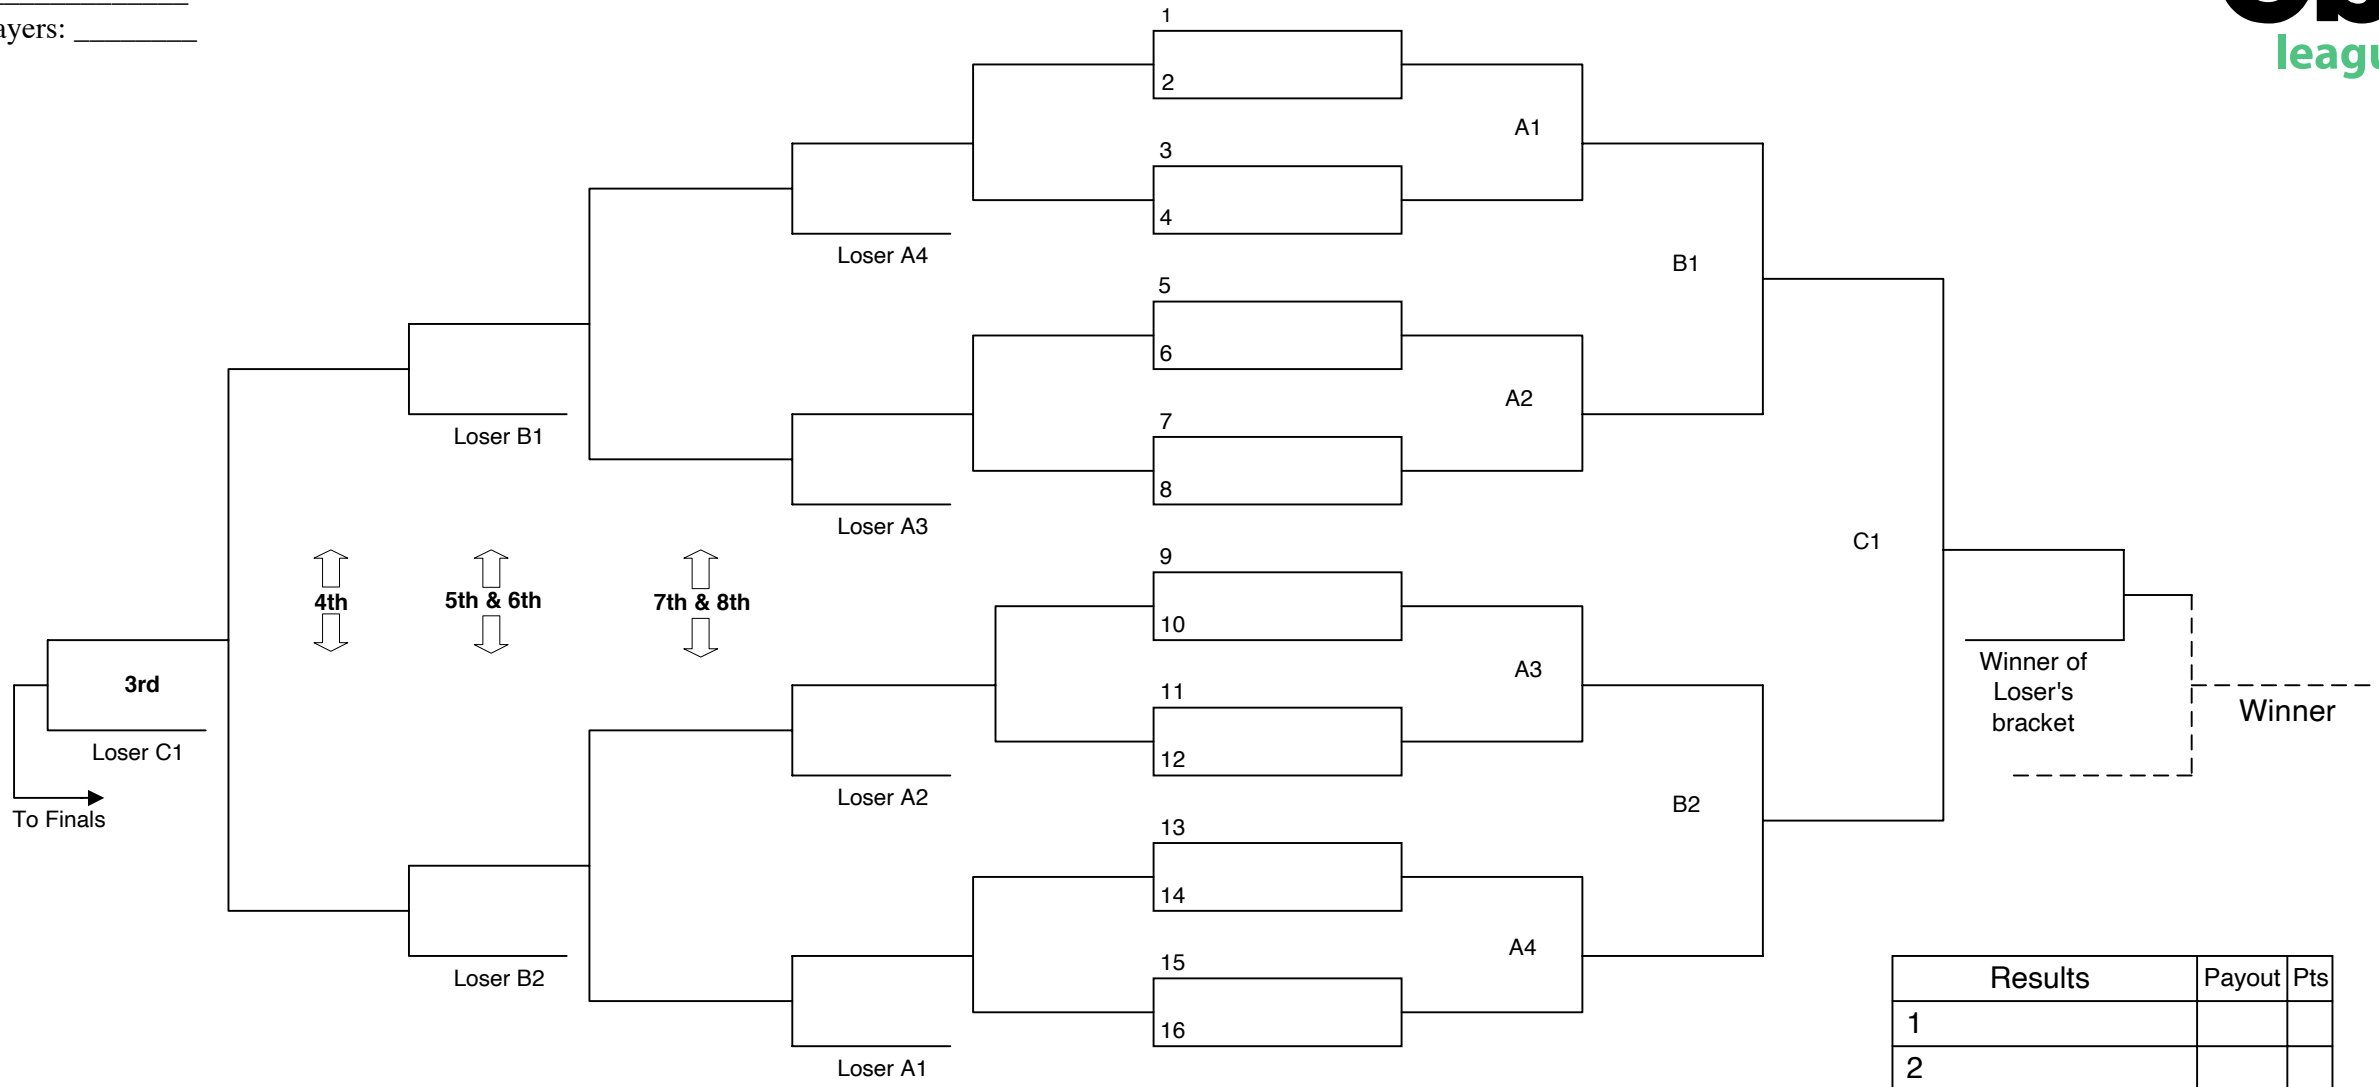 ayers: ________
leagu
1
2
A1
3
4
Loser A4
B1
5
6
A2
7
Loser B1
8
Loser A3
C1
9
4th
5th & 6th
7th & 8th
10
A3
Winner of
Loser's
bracket
3rd
11
Winner
Loser C1
12
Loser A2
To Finals
B2
13
14
A4
15
Loser B2
Results Payout Pts
1
16
2
Loser A1